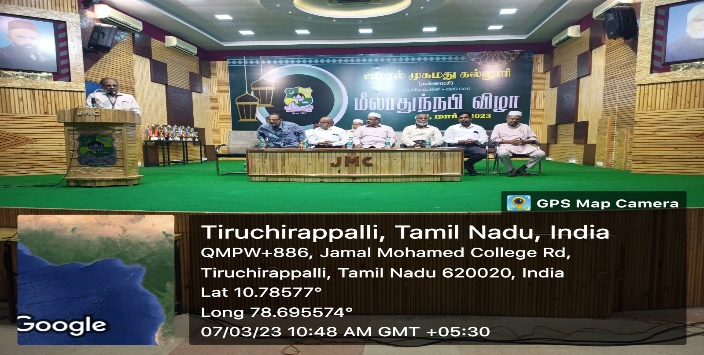 ஜமால் முகமது கல்லூரி
மீலாதுந்நபி விழா
2023
JMC
JMC
GPS Map Camera
Tiruchirappalli, Tamil Nadu, India
QMPW+886, Jamal Mohamed College Rd,
Tiruchirappalli, Tamil Nadu 620020, India
Lat 10.78577°
Long 78.695574°
07/03/23 10:48 AM GMT +05:30
Google